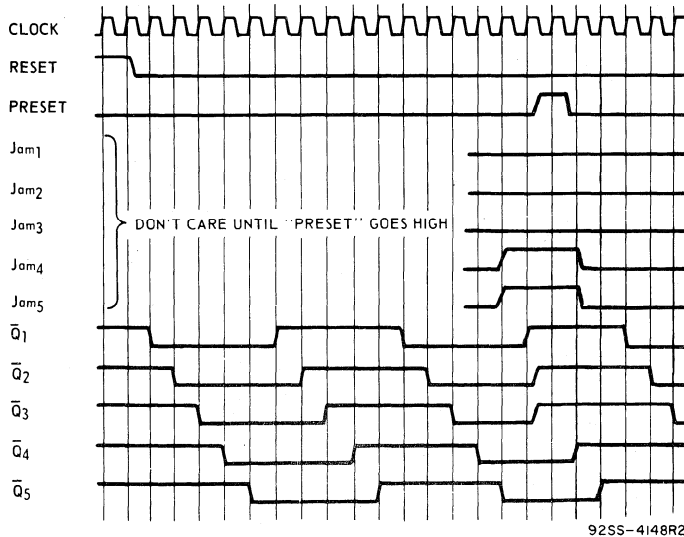 CLOCK
RESET
PRESET
Jam1
Jam2
Jam3
DON'T CARE UNTIL "PRESET" GOES HIGH
Jam4
Jam5
Q̅1
Q̅2
Q̅3
Q̅4
Q̅5
92SS-4148R2